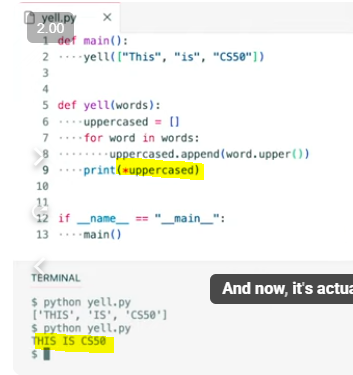 yell.py ×
2.00
1 def main():
2 ····yell(["This", "is", "CS50"])
3
4
5 def yell(words):
6 ····uppercased = []
7 ····for word in words:
8 ········uppercased.append(word.upper())
9 ····print(*uppercased)
10
11
12 if __name__ == "__main__":
13 ····main()
TERMINAL
And now, it's actua
$ python yell.py
['THIS', 'IS', 'CS50']
$ python yell.py
THIS IS CS50
$